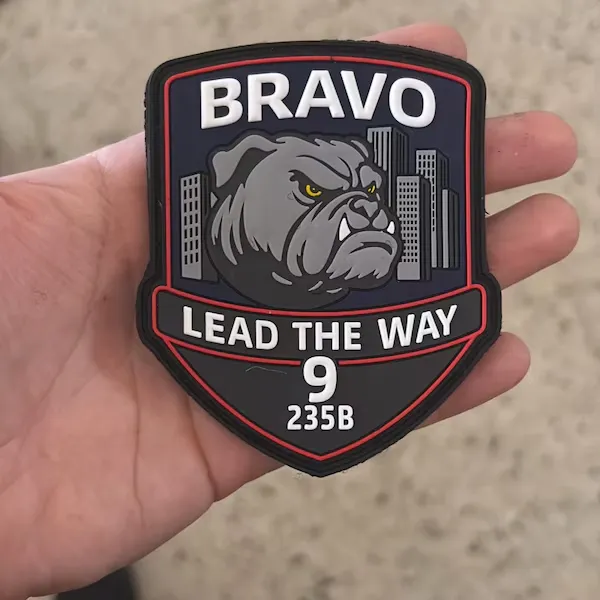 BRAVO
LEAD THE WAY
9
235B